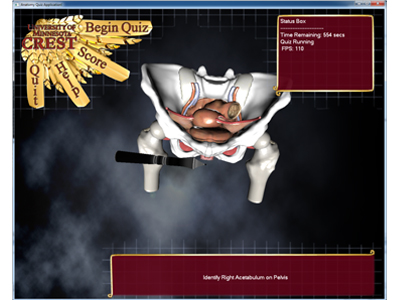 Anatomy Quiz Application
UNIVERSITY OF
MINNESOTA
CREST
Begin Quiz
Score
Help
Quit
Status Box
Time Remaining: 554 secs
Quiz Running
FPS: 110
Identify Right Acetabulum on Pelvis